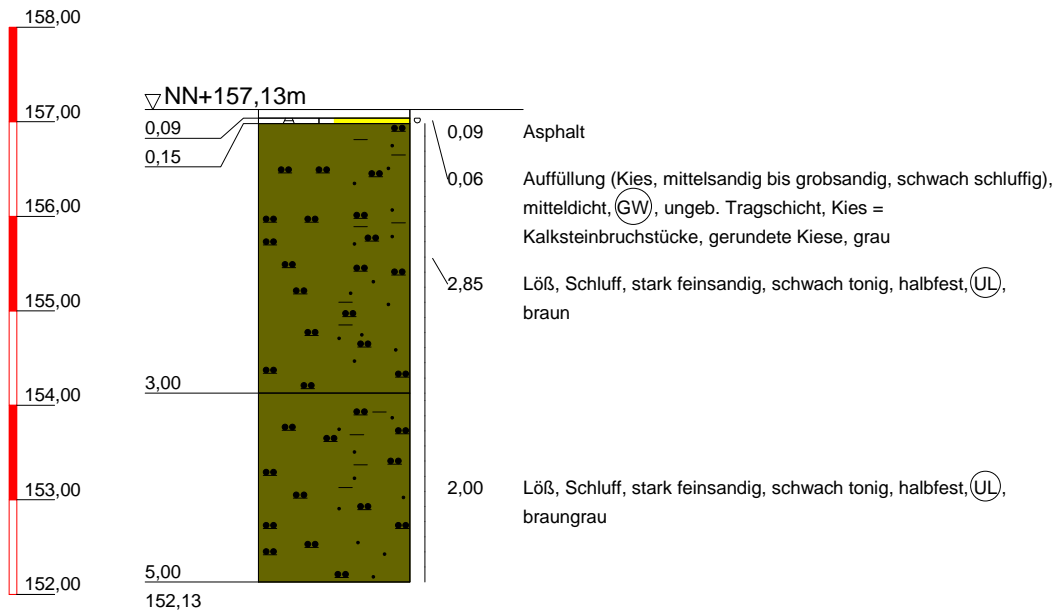 158,00
NN+157,13m
157,00
0,09
0,09 Asphalt
0,15
0,06 Auffüllung (Kies, mittelsandig bis grobsandig, schwach schluffig),
mitteldicht, GW, ungeb. Tragschicht, Kies =
Kalksteinbruchstücke, gerundete Kiese, grau
156,00
2,85 Löß, Schluff, stark feinsandig, schwach tonig, halbfest, UL,
braun
155,00
3,00
154,00
153,00
2,00 Löß, Schluff, stark feinsandig, schwach tonig, halbfest, UL,
braungrau
5,00
152,00
152,13